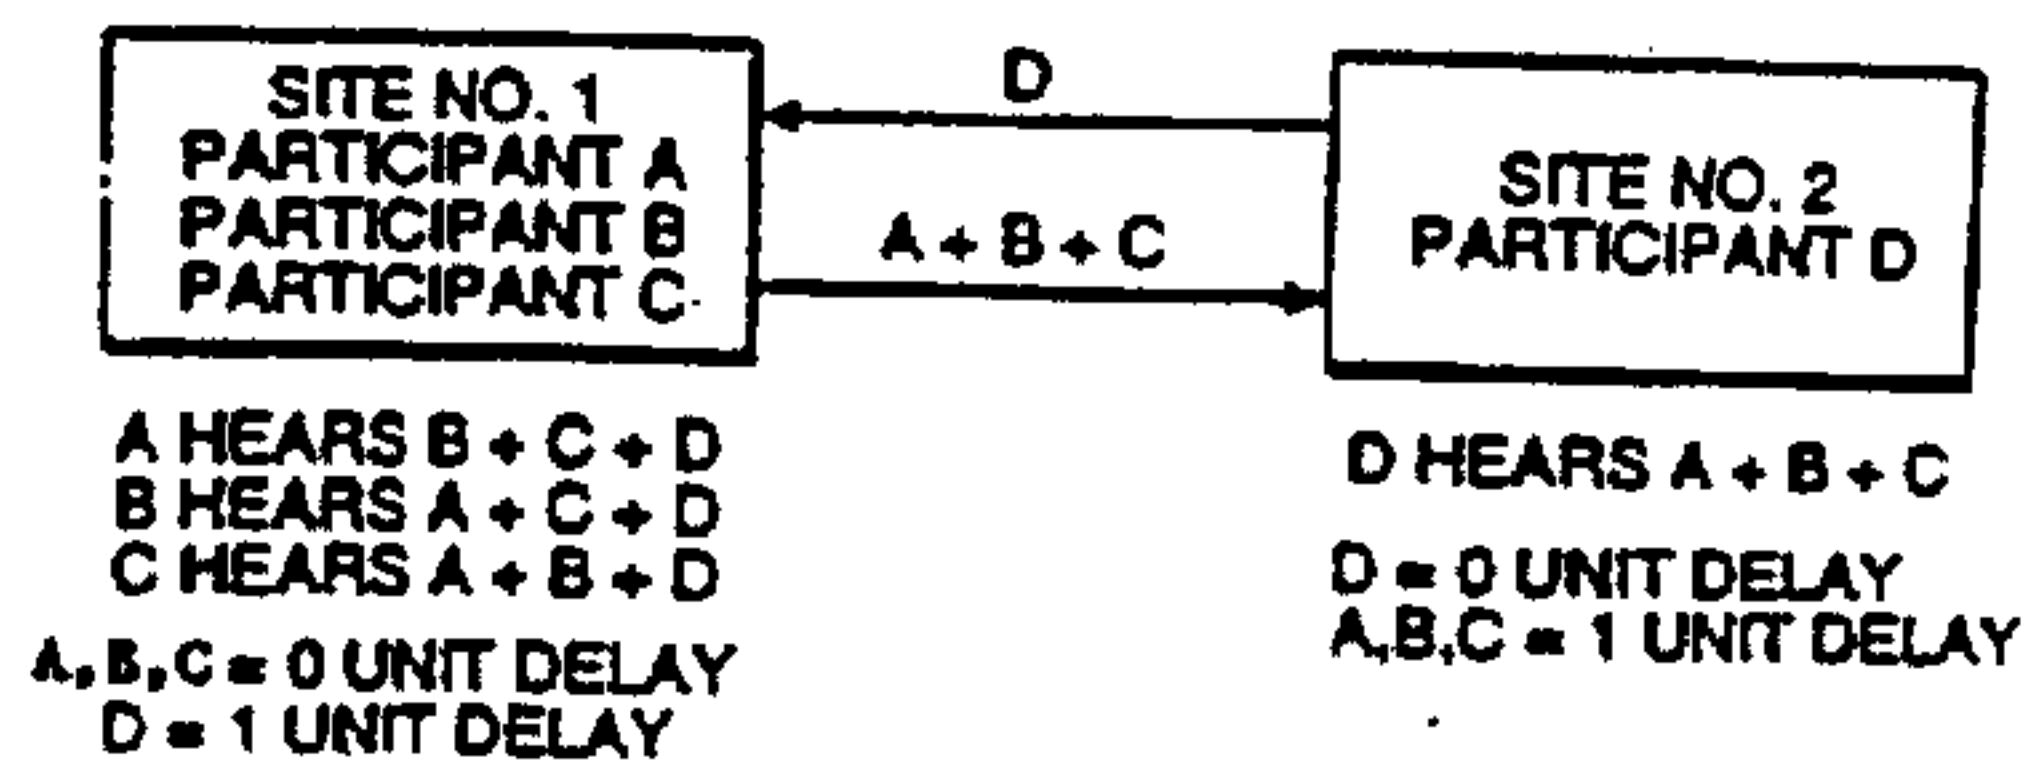 SITE NO. 1
PARTICIPANT A
PARTICIPANT B
PARTICIPANT C
D
A + B + C
SITE NO. 2
PARTICIPANT D
A HEARS B + C + D
B HEARS A + C + D
C HEARS A + B + D
A,B,C = 0 UNIT DELAY
D = 1 UNIT DELAY
D HEARS A + B + C
D = 0 UNIT DELAY
A,B,C = 1 UNIT DELAY